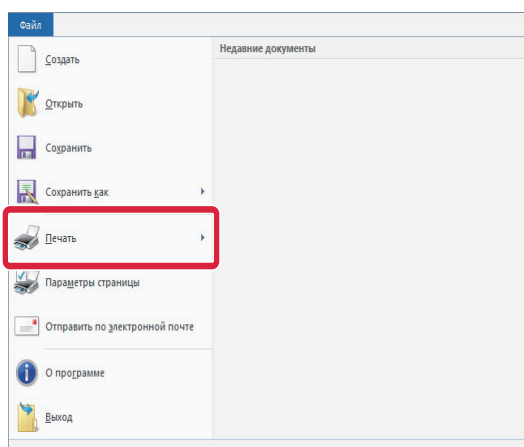 Файл
Недавние документы
Создать
Открыть
Сохранить
Сохранить как
Печать
Параметры страницы
Отправить по электронной почте
О программе
Выход